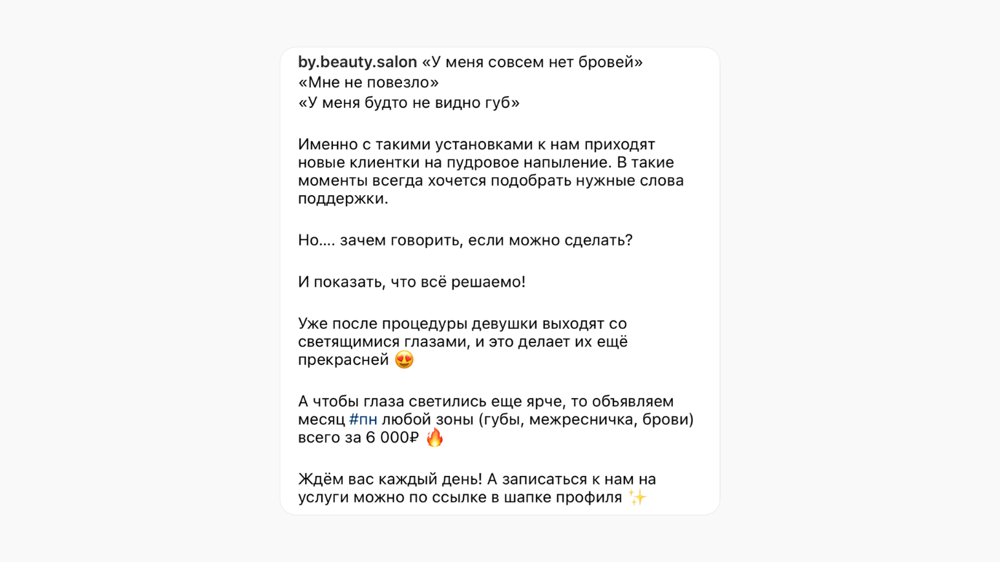 by.beauty.salon «У меня совсем нет бровей»
«Мне не повезло»
«У меня будто не видно губ»
Именно с такими установками к нам приходят
новые клиентки на пудровое напыление. В такие
моменты всегда хочется подобрать нужные слова
поддержки.
Но.... зачем говорить, если можно сделать?
И показать, что всё решаемо!
Уже после процедуры девушки выходят со
светящимися глазами, и это делает их ещё
прекрасней 😍
А чтобы глаза светились еще ярче, то объявляем
месяц #пн любой зоны (губы, межресничка, брови)
всего за 6 000₽ 🔥
Ждём вас каждый день! А записаться к нам на
услуги можно по ссылке в шапке профиля ✨